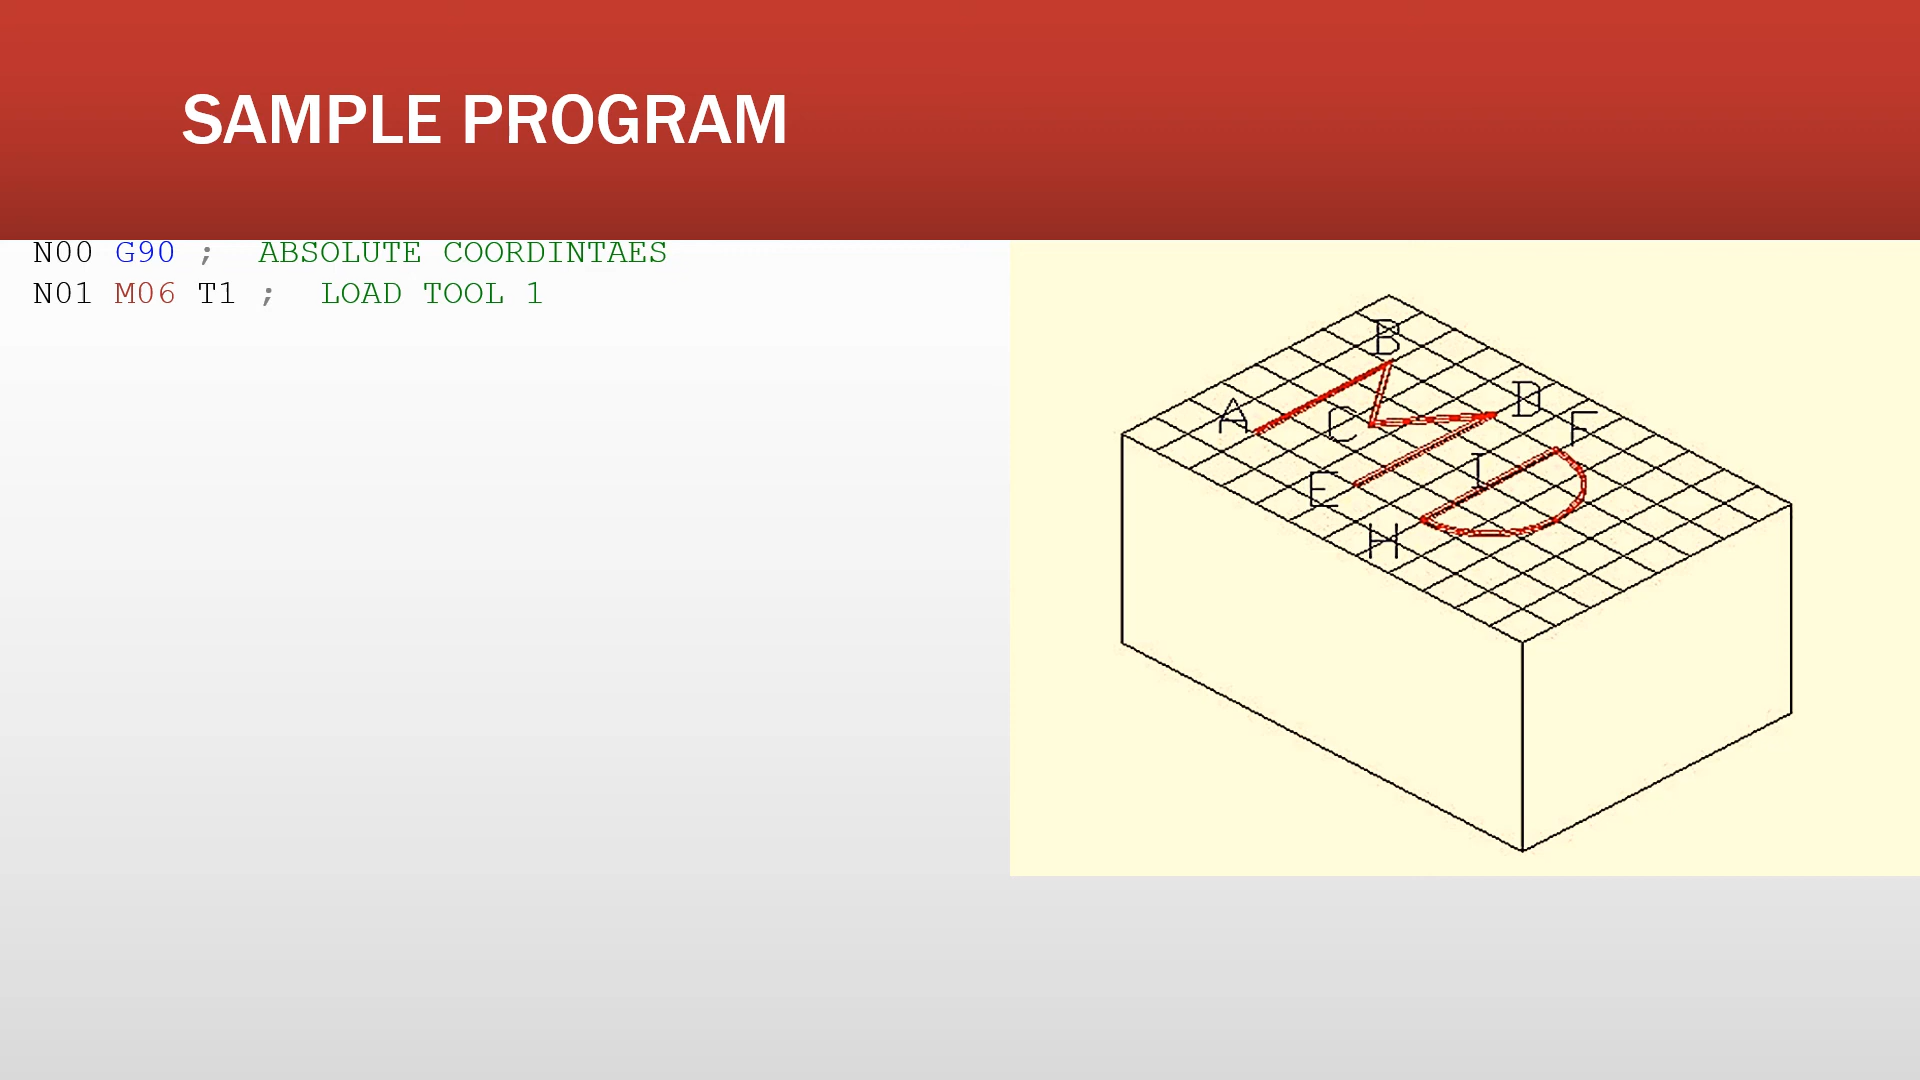 SAMPLE PROGRAM
N00 G90 ; ABSOLUTE COORDINTAES
N01 M06 T1 ; LOAD TOOL 1
B
A
C
D
F
E
I
H